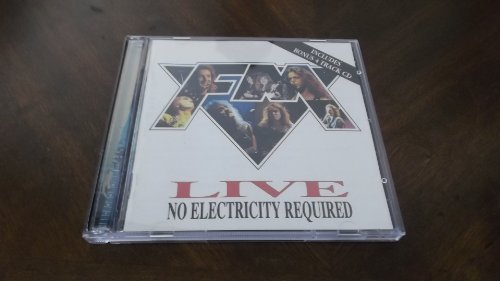 INCLUDES
BONUS 4 TRACK CD
FM
LIVE
NO ELECTRICITY REQUIRED